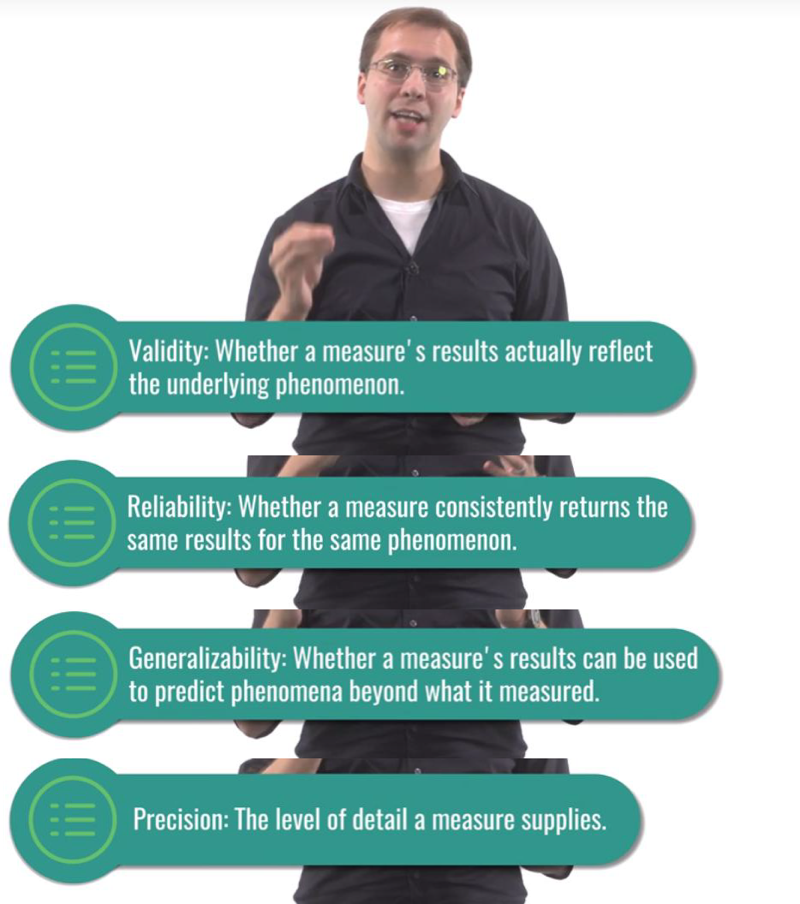 Validity: Whether a measure's results actually reflect
the underlying phenomenon.
Reliability: Whether a measure consistently returns the
same results for the same phenomenon.
Generalizability: Whether a measure's results can be used
to predict phenomena beyond what it measured.
Precision: The level of detail a measure supplies.